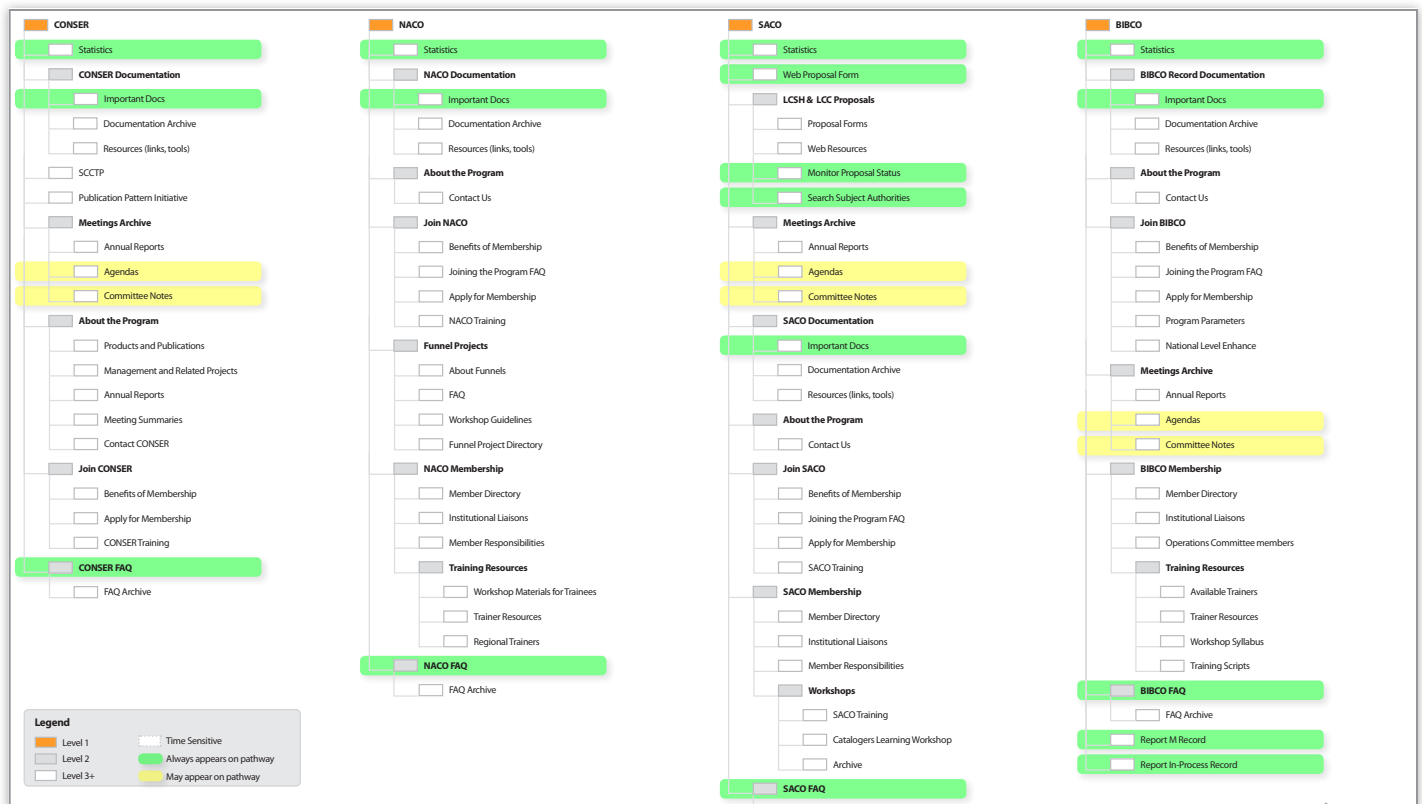 CONSER
Statistics
CONSER Documentation
Important Docs
Documentation Archive
Resources (links, tools)
SCCTP
Publication Pattern Initiative
Meetings Archive
Annual Reports
Agendas
Committee Notes
About the Program
Products and Publications
Management and Related Projects
Annual Reports
Meeting Summaries
Contact CONSER
Join CONSER
Benefits of Membership
Apply for Membership
CONSER Training
CONSER FAQ
FAQ Archive
NACO
Statistics
NACO Documentation
Important Docs
Documentation Archive
Resources (links, tools)
About the Program
Contact Us
Join NACO
Benefits of Membership
Joining the Program FAQ
Apply for Membership
NACO Training
Funnel Projects
About Funnels
FAQ
Workshop Guidelines
Funnel Project Directory
NACO Membership
Member Directory
Institutional Liaisons
Member Responsibilities
Training Resources
Workshop Materials for Trainees
Trainer Resources
Regional Trainers
NACO FAQ
FAQ Archive
SACO
Statistics
Web Proposal Form
LCSH & LCC Proposals
Proposal Forms
Web Resources
Monitor Proposal Status
Search Subject Authorities
Meetings Archive
Annual Reports
Agendas
Committee Notes
SACO Documentation
Important Docs
Documentation Archive
Resources (links, tools)
About the Program
Contact Us
Join SACO
Benefits of Membership
Joining the Program FAQ
Apply for Membership
SACO Training
SACO Membership
Member Directory
Institutional Liaisons
Member Responsibilities
Workshops
SACO Training
Catalogers Learning Workshop
Archive
SACO FAQ
BIBCO
Statistics
BIBCO Record Documentation
Important Docs
Documentation Archive
Resources (links, tools)
About the Program
Contact Us
Join BIBCO
Benefits of Membership
Joining the Program FAQ
Apply for Membership
Program Parameters
National Level Enhance
Meetings Archive
Annual Reports
Agendas
Committee Notes
BIBCO Membership
Member Directory
Institutional Liaisons
Operations Committee members
Training Resources
Available Trainers
Trainer Resources
Workshop Syllabus
Training Scripts
BIBCO FAQ
FAQ Archive
Report M Record
Report In-Process Record
Legend
Level 1
Level 2
Level 3+
Time Sensitive
Always appears on pathway
May appear on pathway